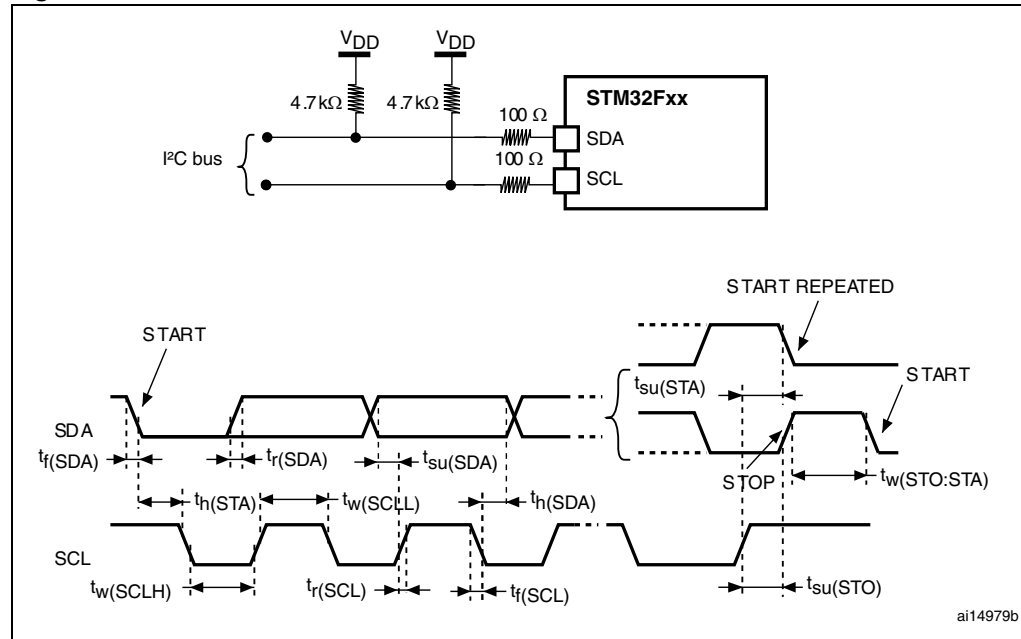 VDD VDD
4.7kΩ 4.7kΩ
STM32Fxx
100 Ω
SDA
I²C bus
100 Ω
SCL
START REPEATED
START
START
tsu(STA)
SDA
tf(SDA) tr(SDA) tsu(SDA)
STOP
tw(STO:STA)
th(STA) tw(SCLL) th(SDA)
SCL
tw(SCLH) tr(SCL) tf(SCL) tsu(STO)
ai14979b